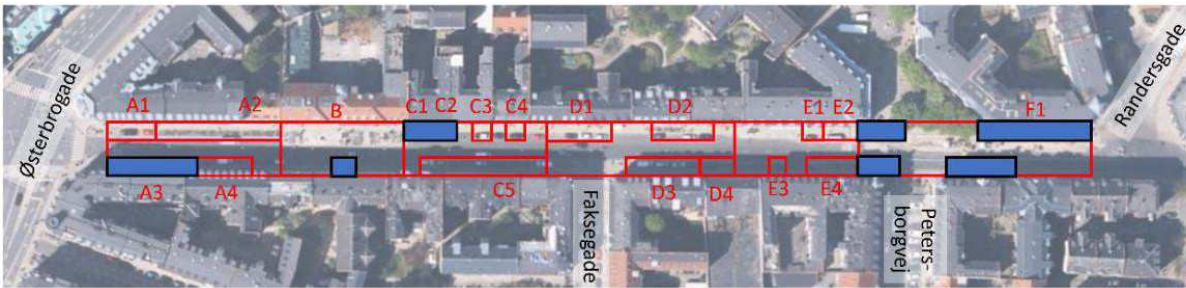 Østerbrogade
A1
A2
B
C1
C2
C3
C4
D1
D2
E1
E2
F1
Randersgade
A3
A4
C5
Faksegade
D3
D4
E3
E4
Peters-
borgvej